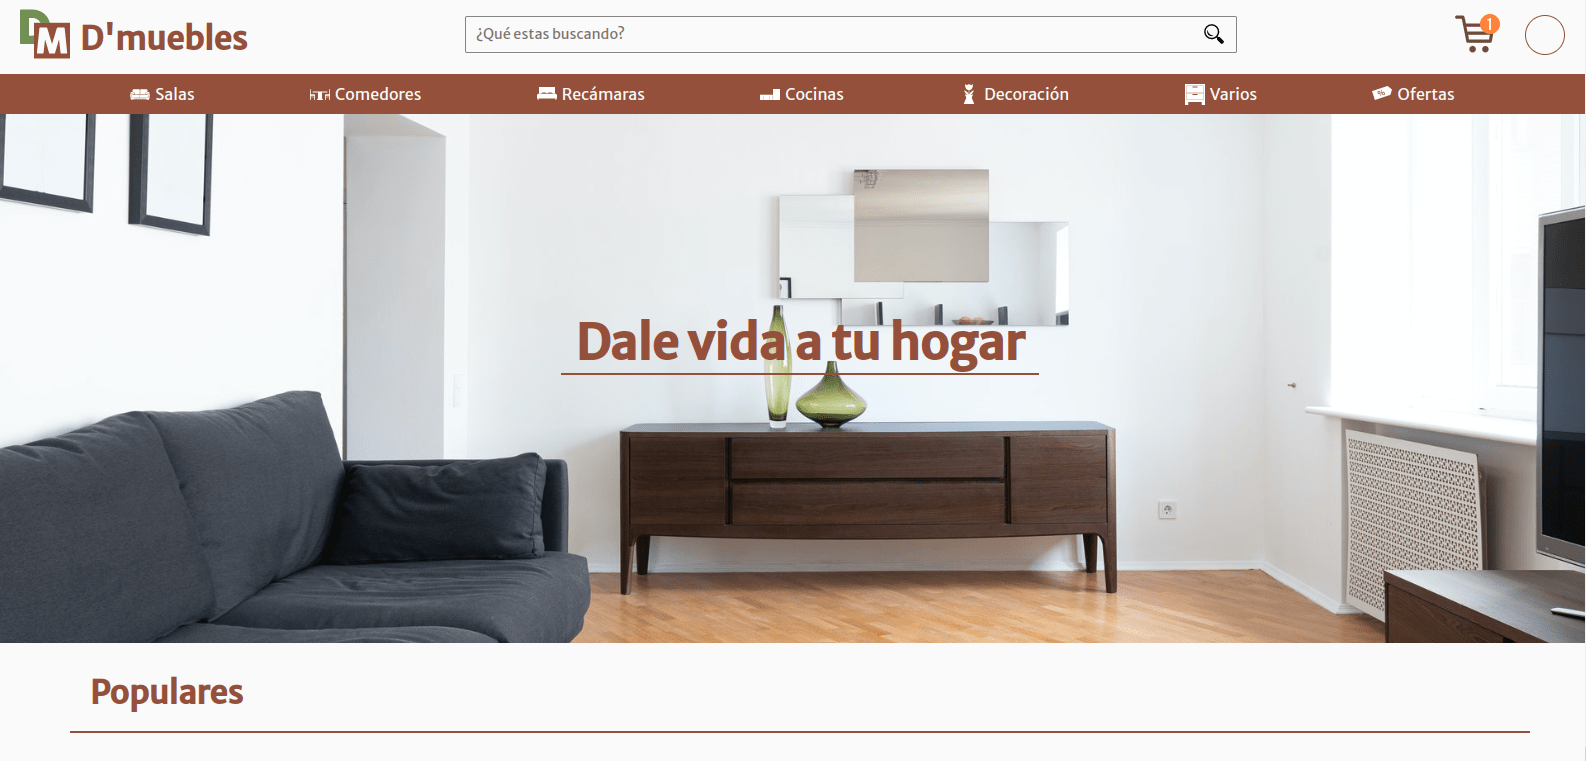 DM D'muebles
¿Qué estas buscando?
1
Salas Comedores Recámaras Cocinas Decoración Varios % Ofertas
Dale vida a tu hogar
Populares